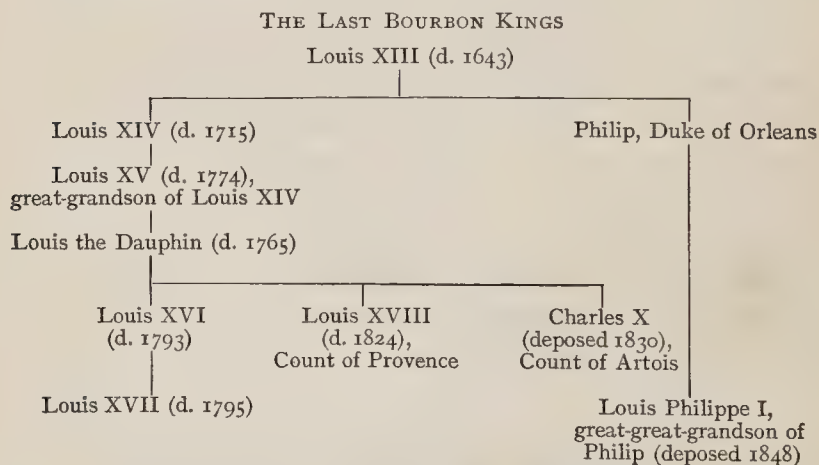 The Last Bourbon Kings
Louis XIII (d. 1643)
Louis XIV (d. 1715)
Philip, Duke of Orleans
Louis XV (d. 1774),
great-grandson of Louis XIV
Louis the Dauphin (d. 1765)
Louis XVI
(d. 1793)
Louis XVIII
(d. 1824),
Count of Provence
Charles X
(deposed 1830),
Count of Artois
Louis XVII (d. 1795)
Louis Philippe I,
great-great-grandson of
Philip (deposed 1848)